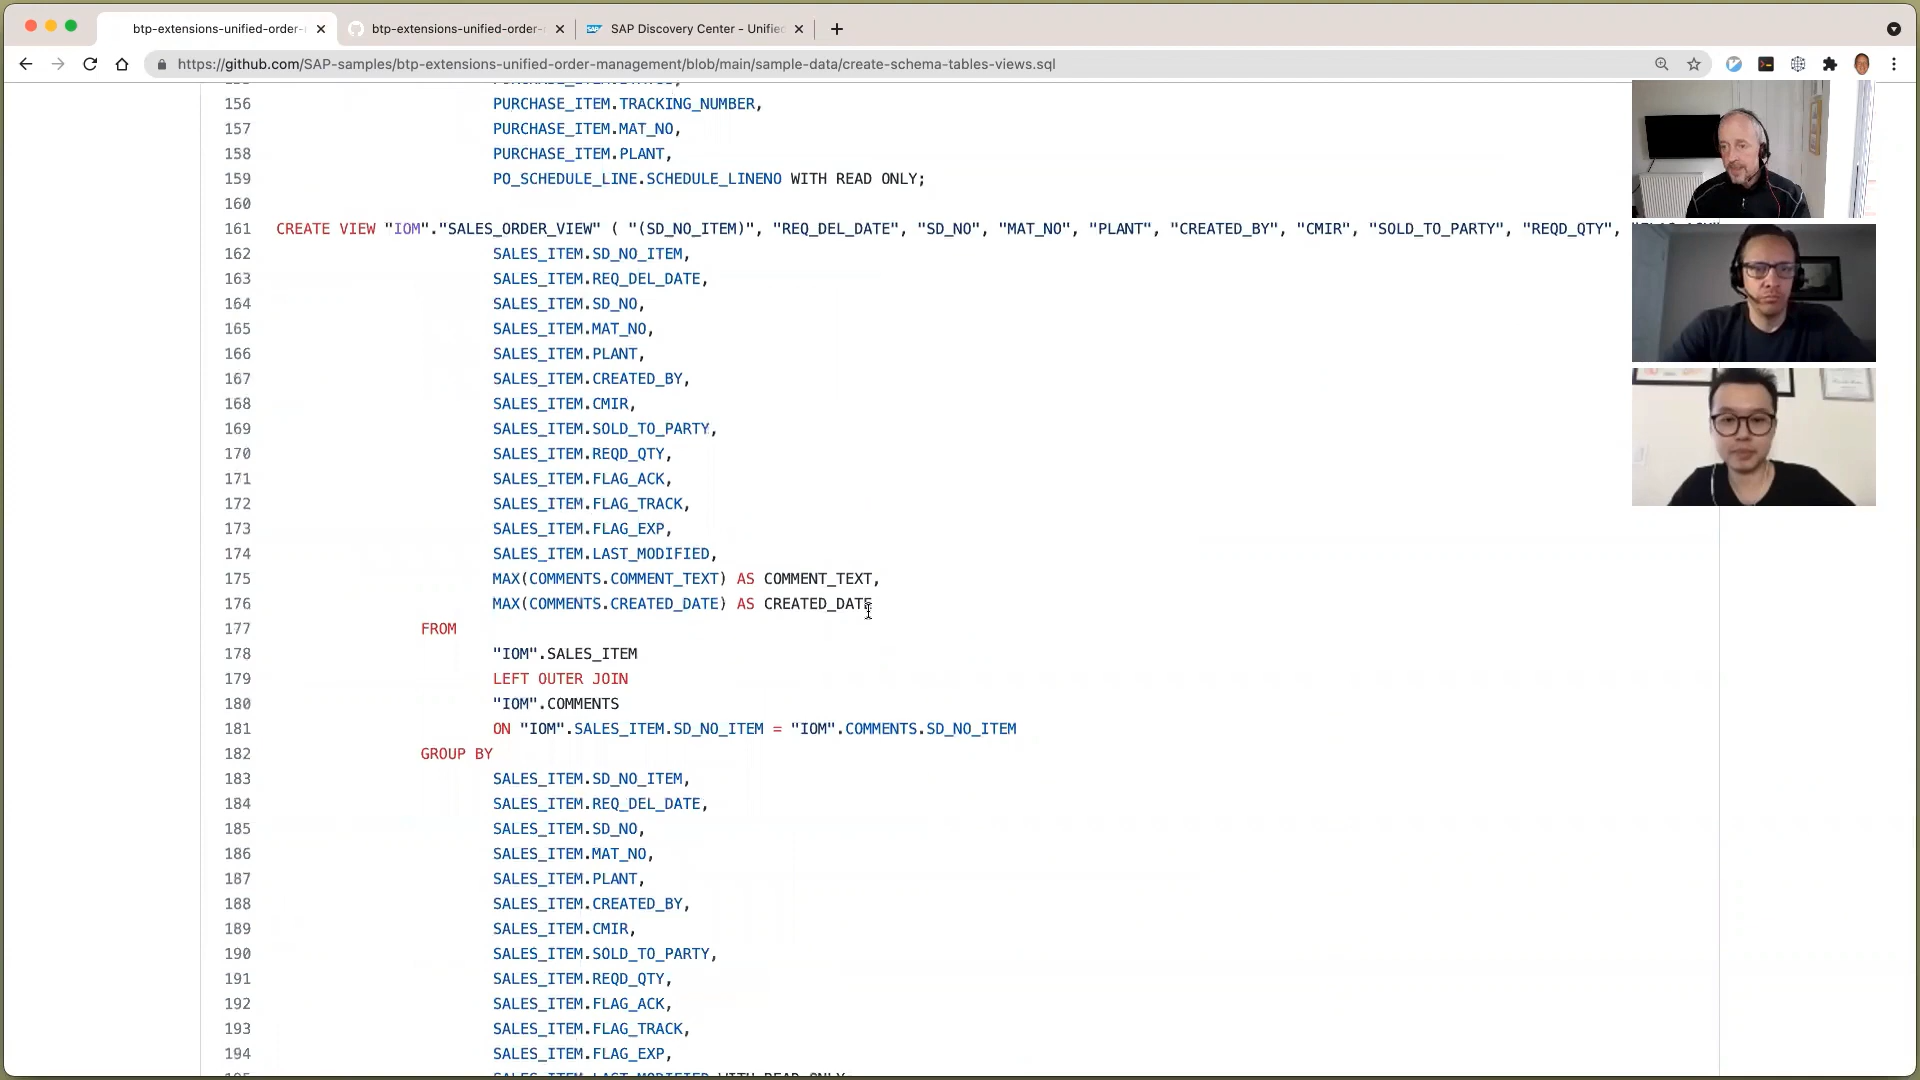 btp-extensions-unified-order-
btp-extensions-unified-order-
SAP Discovery Center - Unified
https://github.com/SAP-samples/btp-extensions-unified-order-management/blob/main/sample-data/create-schema-tables-views.sql
156 PURCHASE_ITEM.TRACKING_NUMBER,
157 PURCHASE_ITEM.MAT_NO,
158 PURCHASE_ITEM.PLANT,
159 PO_SCHEDULE_LINE.SCHEDULE_LINENO WITH READ ONLY;
160
161 CREATE VIEW "IOM"."SALES_ORDER_VIEW" ( "(SD_NO_ITEM)", "REQ_DEL_DATE", "SD_NO", "MAT_NO", "PLANT", "CREATED_BY", "CMIR", "SOLD_TO_PARTY", "REQD_QTY",
162 SALES_ITEM.SD_NO_ITEM,
163 SALES_ITEM.REQ_DEL_DATE,
164 SALES_ITEM.SD_NO,
165 SALES_ITEM.MAT_NO,
166 SALES_ITEM.PLANT,
167 SALES_ITEM.CREATED_BY,
168 SALES_ITEM.CMIR,
169 SALES_ITEM.SOLD_TO_PARTY,
170 SALES_ITEM.REQD_QTY,
171 SALES_ITEM.FLAG_ACK,
172 SALES_ITEM.FLAG_TRACK,
173 SALES_ITEM.FLAG_EXP,
174 SALES_ITEM.LAST_MODIFIED,
175 MAX(COMMENTS.COMMENT_TEXT) AS COMMENT_TEXT,
176 MAX(COMMENTS.CREATED_DATE) AS CREATED_DATE
177 FROM
178 "IOM".SALES_ITEM
179 LEFT OUTER JOIN
180 "IOM".COMMENTS
181 ON "IOM".SALES_ITEM.SD_NO_ITEM = "IOM".COMMENTS.SD_NO_ITEM
182 GROUP BY
183 SALES_ITEM.SD_NO_ITEM,
184 SALES_ITEM.REQ_DEL_DATE,
185 SALES_ITEM.SD_NO,
186 SALES_ITEM.MAT_NO,
187 SALES_ITEM.PLANT,
188 SALES_ITEM.CREATED_BY,
189 SALES_ITEM.CMIR,
190 SALES_ITEM.SOLD_TO_PARTY,
191 SALES_ITEM.REQD_QTY,
192 SALES_ITEM.FLAG_ACK,
193 SALES_ITEM.FLAG_TRACK,
194 SALES_ITEM.FLAG_EXP,